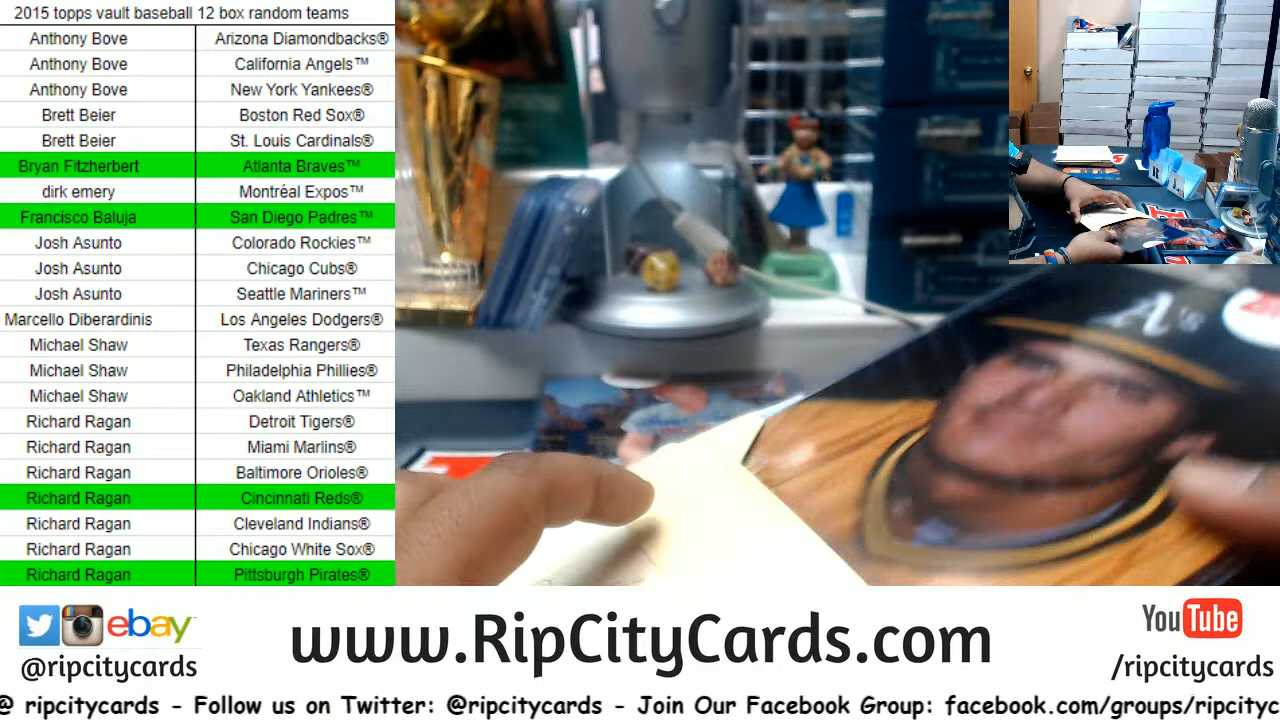 2015 topps vault baseball 12 box random teams
Anthony Bove Arizona Diamondbacks®
Anthony Bove California Angels™
Anthony Bove New York Yankees®
Brett Beier Boston Red Sox®
Brett Beier St. Louis Cardinals®
Bryan Fitzherbert Atlanta Braves™
dirk emery Montréal Expos™
Francisco Baluja San Diego Padres™
Josh Asunto Colorado Rockies™
Josh Asunto Chicago Cubs®
Josh Asunto Seattle Mariners™
Marcello Diberardinis Los Angeles Dodgers®
Michael Shaw Texas Rangers®
Michael Shaw Philadelphia Phillies®
Michael Shaw Oakland Athletics™
Richard Ragan Detroit Tigers®
Richard Ragan Miami Marlins®
Richard Ragan Baltimore Orioles®
Richard Ragan Cincinnati Reds®
Richard Ragan Cleveland Indians®
Richard Ragan Chicago White Sox®
Richard Ragan Pittsburgh Pirates®
A's
ebay
@ripcitycards
www.RipCityCards.com
YouTube
/ripcitycards
@ ripcitycards - Follow us on Twitter: @ripcitycards - Join Our Facebook Group: facebook.com/groups/ripcityc